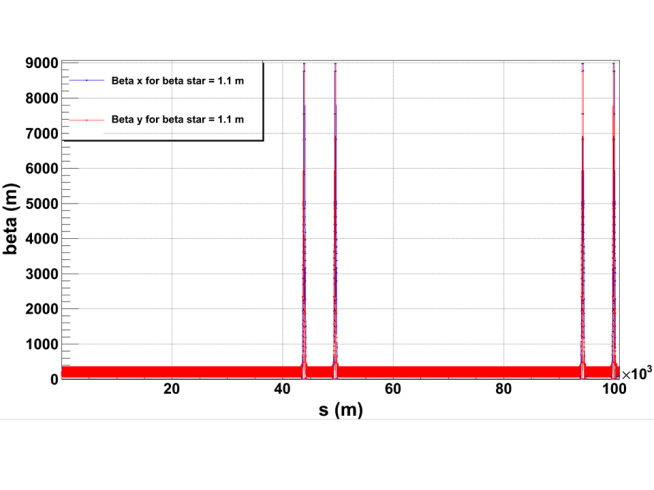 9000
Beta x for beta star = 1.1 m
8000
Beta y for beta star = 1.1 m
7000
6000
5000
4000
3000
2000
1000
0
beta (m)
20 40 60 80 100
×10³
s (m)